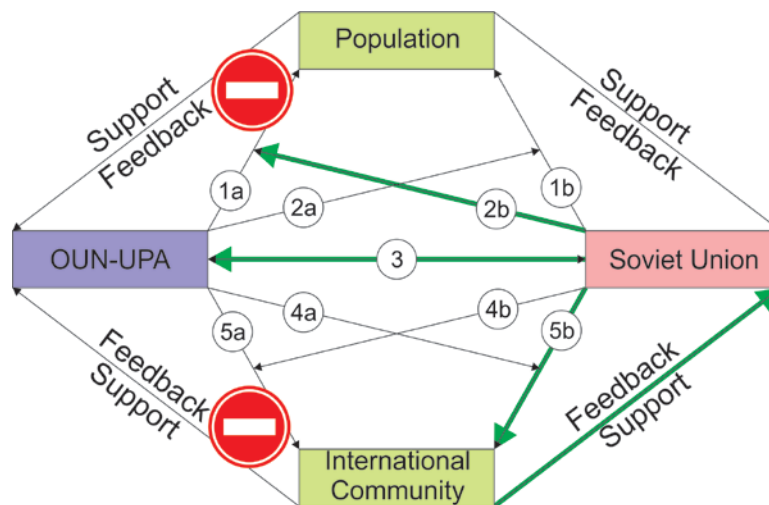 Population
Support
Feedback
Support
Feedback
1a
2a
2b
1b
OUN-UPA
3
Soviet Union
5a
4a
4b
5b
Feedback
Support
Feedback
Support
International
Community